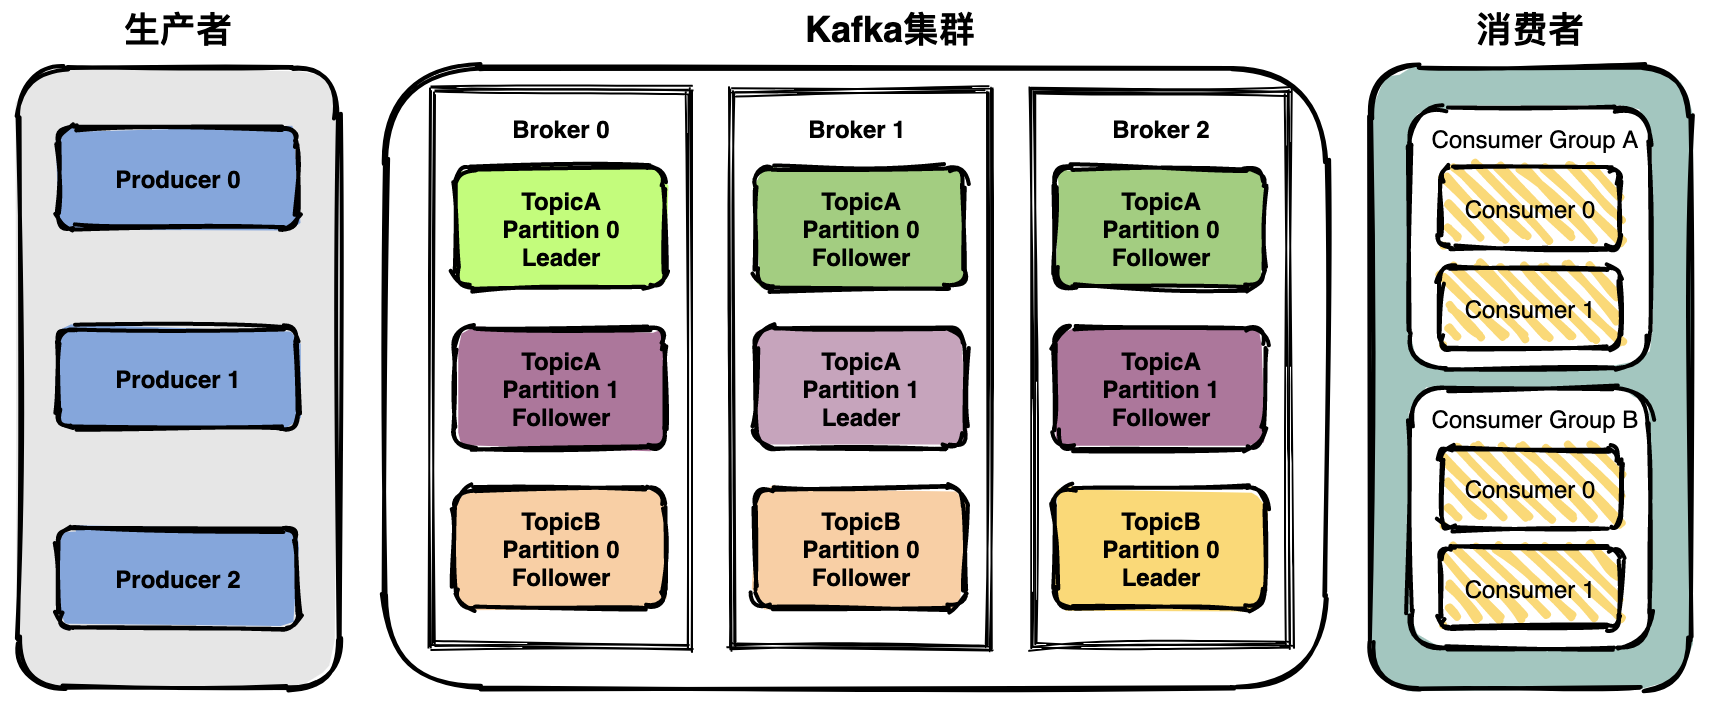 生产者
Producer 0
Producer 1
Producer 2
Kafka集群
Broker 0
TopicA
Partition 0
Leader
TopicA
Partition 1
Follower
TopicB
Partition 0
Follower
Broker 1
TopicA
Partition 0
Follower
TopicA
Partition 1
Leader
TopicB
Partition 0
Follower
Broker 2
TopicA
Partition 0
Follower
TopicA
Partition 1
Follower
TopicB
Partition 0
Leader
消费者
Consumer Group A
Consumer 0
Consumer 1
Consumer Group B
Consumer 0
Consumer 1